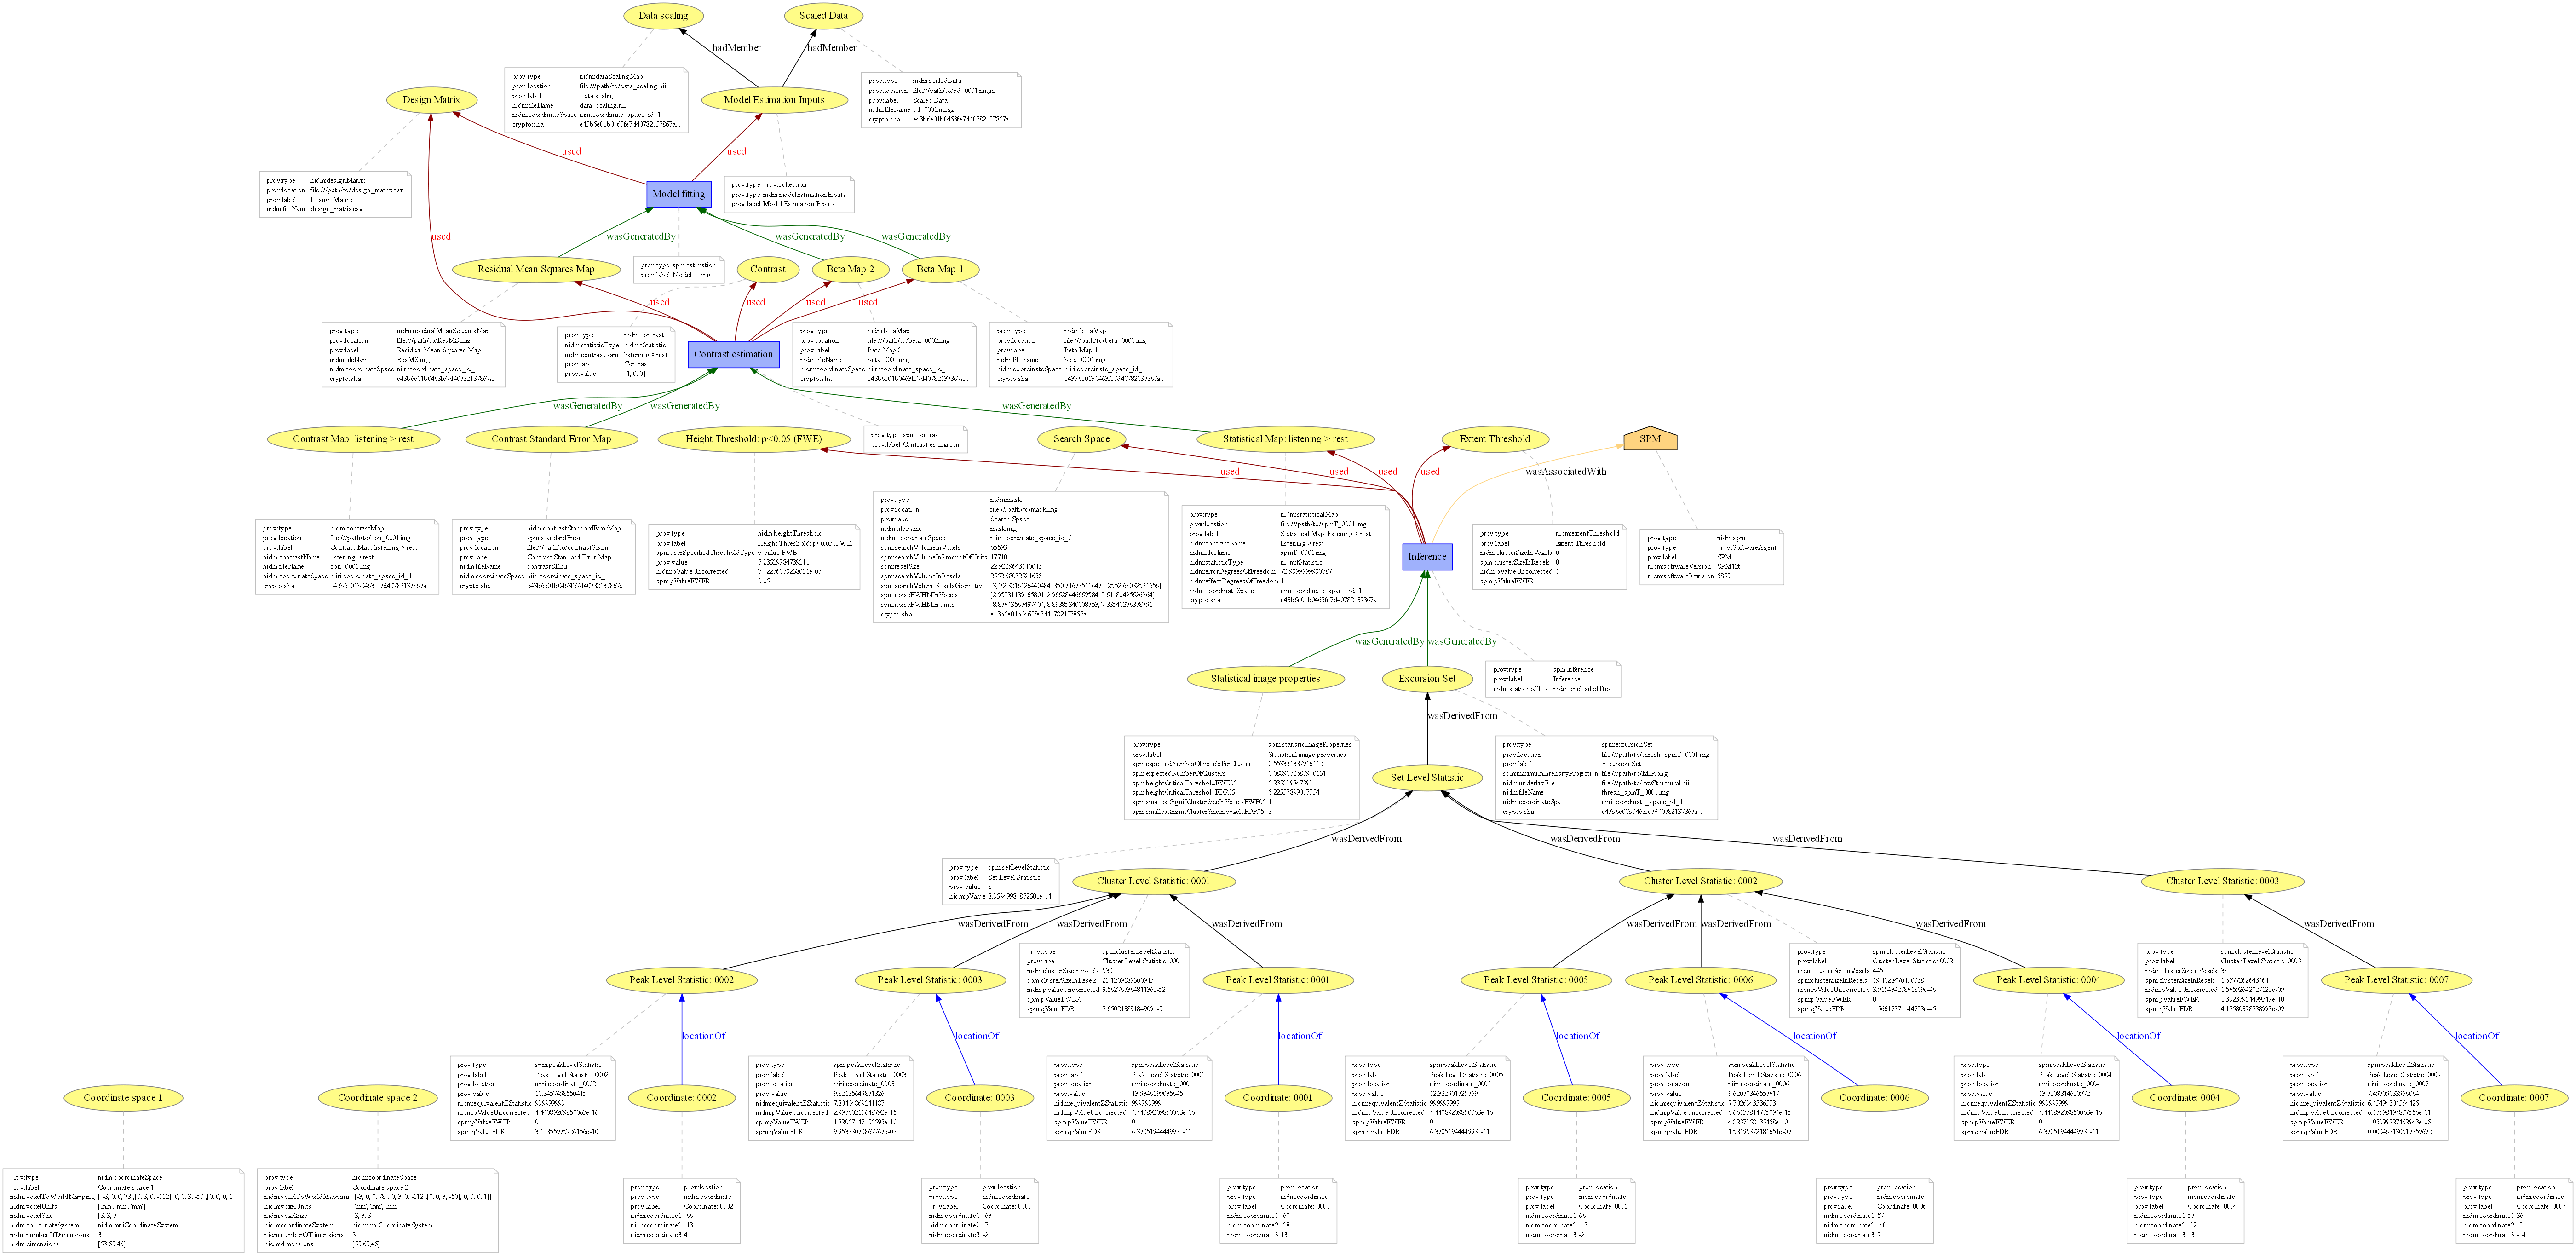 Data scaling
Scaled Data
hadMember
hadMember
prov:type nidm:dataScalingMap
prov:location file:///path/to/data_scaling.nii
prov:label Data scaling
nidm:fileName data_scaling.nii
nidm:coordinateSpace niiri:coordinate_space_id_1
crypto:sha e43b6e01b0463fe7d40782137867a...
prov:type nidm:scaledData
prov:location file:///path/to/sd_0001.nii.gz
prov:label Scaled Data
nidm:fileName sd_0001.nii.gz
nidm:coordinateSpace niiri:coordinate_space_id_1
crypto:sha e43b6e01b0463fe7d40782137867a...
Design Matrix
Model Estimation Inputs
used
used
prov:type nidm:designMatrix
prov:location file:///path/to/design_matrix.csv
prov:label Design Matrix
nidm:fileName design_matrix.csv
Model fitting
prov:type prov:collection
prov:type nidm:modelEstimationInputs
prov:label Model Estimation Inputs
used
wasGeneratedBy
wasGeneratedBy
wasGeneratedBy
Residual Mean Squares Map
prov:type spm:estimation
prov:label Model fitting
Contrast
Beta Map 2
Beta Map 1
used
used
used
used
prov:type nidm:residualMeanSquaresMap
prov:location file:///path/to/ResMS.img
prov:label Residual Mean Squares Map
nidm:fileName ResMS.img
nidm:coordinateSpace niiri:coordinate_space_id_1
crypto:sha e43b6e01b0463fe7d40782137867a...
prov:type nidm:contrast
nidm:statisticType nidm:tStatistic
nidm:contrastName listening > rest
prov:label Contrast
prov:value [1, 0, 0]
Contrast estimation
prov:type nidm:betaMap
prov:location file:///path/to/beta_0002.img
prov:label Beta Map 2
nidm:fileName beta_0002.img
nidm:coordinateSpace niiri:coordinate_space_id_1
crypto:sha e43b6e01b0463fe7d40782137867a...
prov:type nidm:betaMap
prov:location file:///path/to/beta_0001.img
prov:label Beta Map 1
nidm:fileName beta_0001.img
nidm:coordinateSpace niiri:coordinate_space_id_1
crypto:sha e43b6e01b0463fe7d40782137867a...
wasGeneratedBy
wasGeneratedBy
wasGeneratedBy
Contrast Map: listening > rest
Contrast Standard Error Map
Height Threshold: p<0.05 (FWE)
prov:type spm:contrast
prov:label Contrast estimation
Search Space
Statistical Map: listening > rest
Extent Threshold
SPM
used
used
used
used
wasAssociatedWith
prov:type nidm:contrastMap
prov:location file:///path/to/con_0001.img
prov:label Contrast Map: listening > rest
nidm:contrastName listening > rest
nidm:fileName con_0001.img
nidm:coordinateSpace niiri:coordinate_space_id_1
crypto:sha e43b6e01b0463fe7d40782137867a...
prov:type nidm:contrastStandardErrorMap
prov:type spm:standardError
prov:location file:///path/to/contrastSE.nii
prov:label Contrast Standard Error Map
nidm:fileName contrastSE.nii
nidm:coordinateSpace niiri:coordinate_space_id_1
crypto:sha e43b6e01b0463fe7d40782137867a...
prov:type nidm:heightThreshold
prov:label Height Threshold: p<0.05 (FWE)
spm:userSpecifiedThresholdType p-value FWE
prov:value 5.23529984739211
nidm:pValueUncorrected 7.62276079258051e-07
spm:pValueFWER 0.05
prov:type nidm:mask
prov:location file:///path/to/mask.img
prov:label Search Space
nidm:fileName mask.img
nidm:coordinateSpace niiri:coordinate_space_id_2
spm:searchVolumeInVoxels 65593
spm:searchVolumeInProductOfUnits 1771011
spm:reselSize 22.9229643140043
spm:searchVolumeInResels 2552.68032521656
spm:searchVolumeReselsGeometry [3, 72.3216126440484, 850.716735116472, 2552.68032521656]
spm:noiseFWHMInVoxels [2.95881189165801, 2.96628446669584, 2.61180425626264]
spm:noiseFWHMInUnits [8.87643567497404, 8.89885340008753, 7.83541276878791]
crypto:sha e43b6e01b0463fe7d40782137867a...
prov:type nidm:statisticalMap
prov:location file:///path/to/spmT_0001.img
prov:label Statistical Map: listening > rest
nidm:contrastName listening > rest
nidm:fileName spmT_0001.img
nidm:statisticType nidm:tStatistic
nidm:errorDegreesOfFreedom 72.9999999990787
nidm:effectDegreesOfFreedom 1
nidm:coordinateSpace niiri:coordinate_space_id_1
crypto:sha e43b6e01b0463fe7d40782137867a...
Inference
prov:type nidm:extentThreshold
prov:label Extent Threshold
nidm:clusterSizeInVoxels 0
spm:clusterSizeInResels 0
nidm:pValueUncorrected 1
spm:pValueFWER 1
prov:type nidm:spm
prov:type prov:SoftwareAgent
prov:label SPM
nidm:softwareVersion SPM12b
nidm:softwareRevision 5853
wasGeneratedBy
wasGeneratedBy
Statistical image properties
Excursion Set
prov:type spm:inference
prov:label Inference
nidm:statisticalTest nidm:oneTailedTtest
wasDerivedFrom
prov:type spm:statisticImageProperties
prov:label Statistical image properties
spm:expectedNumberOfVoxelsPerCluster 0.553331387916112
spm:expectedNumberOfClusters 0.0889172687960151
spm:heightCriticalThresholdFWE05 5.23529984739211
spm:heightCriticalThresholdFDR05 6.22537899017334
spm:smallestSignifClusterSizeInVoxelsFWE05 1
spm:smallestSignifClusterSizeInVoxelsFDR05 3
Set Level Statistic
prov:type spm:excursionSet
prov:location file:///path/to/thresh_spmT_0001.img
prov:label Excursion Set
spm:maximumIntensityProjection file:///path/to/MIP.png
nidm:underlayFile file:///path/to/mwStructural.nii
nidm:fileName thresh_spmT_0001.img
nidm:coordinateSpace niiri:coordinate_space_id_1
crypto:sha e43b6e01b0463fe7d40782137867a...
wasDerivedFrom
wasDerivedFrom
wasDerivedFrom
prov:type spm:setLevelStatistic
prov:label Set Level Statistic
prov:value 8
nidm:pValue 8.95949980872501e-14
Cluster Level Statistic: 0001
Cluster Level Statistic: 0002
Cluster Level Statistic: 0003
wasDerivedFrom
wasDerivedFrom
wasDerivedFrom
wasDerivedFrom
wasDerivedFrom
wasDerivedFrom
wasDerivedFrom
prov:type spm:clusterLevelStatistic
prov:label Cluster Level Statistic: 0001
nidm:clusterSizeInVoxels 530
spm:clusterSizeInResels 23.1209189500945
nidm:pValueUncorrected 9.56276736481136e-52
spm:pValueFWER 0
spm:qValueFDR 7.65021389184909e-51
prov:type spm:clusterLevelStatistic
prov:label Cluster Level Statistic: 0002
nidm:clusterSizeInVoxels 445
spm:clusterSizeInResels 19.4128470430038
nidm:pValueUncorrected 3.91543427861809e-46
spm:pValueFWER 0
spm:qValueFDR 1.56617371144723e-45
prov:type spm:clusterLevelStatistic
prov:label Cluster Level Statistic: 0003
nidm:clusterSizeInVoxels 38
spm:clusterSizeInResels 1.6577262643464
nidm:pValueUncorrected 1.56592642027122e-09
spm:pValueFWER 1.39237954499549e-10
spm:qValueFDR 4.17580378738993e-09
Peak Level Statistic: 0002
Peak Level Statistic: 0003
Peak Level Statistic: 0001
Peak Level Statistic: 0005
Peak Level Statistic: 0006
Peak Level Statistic: 0004
Peak Level Statistic: 0007
locationOf
locationOf
locationOf
locationOf
locationOf
locationOf
locationOf
prov:type spm:peakLevelStatistic
prov:label Peak Level Statistic: 0002
prov:location niiri:coordinate_0002
prov:value 11.3457498550415
nidm:equivalentZStatistic 999999999
nidm:pValueUncorrected 4.44089209850063e-16
spm:pValueFWER 0
spm:qValueFDR 3.12855975726156e-10
prov:type spm:peakLevelStatistic
prov:label Peak Level Statistic: 0003
prov:location niiri:coordinate_0003
prov:value 9.82185649871826
nidm:equivalentZStatistic 7.80404869241187
nidm:pValueUncorrected 2.99760216648792e-15
spm:pValueFWER 1.82057147135595e-10
spm:qValueFDR 9.95383070867767e-08
prov:type spm:peakLevelStatistic
prov:label Peak Level Statistic: 0001
prov:location niiri:coordinate_0001
prov:value 13.9346199035645
nidm:equivalentZStatistic 999999999
nidm:pValueUncorrected 4.44089209850063e-16
spm:pValueFWER 0
spm:qValueFDR 6.3705194444993e-11
prov:type spm:peakLevelStatistic
prov:label Peak Level Statistic: 0005
prov:location niiri:coordinate_0005
prov:value 12.3229017257​69
nidm:equivalentZStatistic 999999999
nidm:pValueUncorrected 4.44089209850063e-16
spm:pValueFWER 0
spm:qValueFDR 6.3705194444993e-11
prov:type spm:peakLevelStatistic
prov:label Peak Level Statistic: 0006
prov:location niiri:coordinate_0006
prov:value 9.62070846557617
nidm:equivalentZStatistic 7.7026943536333
nidm:pValueUncorrected 6.66133814775094e-15
spm:pValueFWER 4.2237258135458e-10
spm:qValueFDR 1.58195372181651e-07
prov:type spm:peakLevelStatistic
prov:label Peak Level Statistic: 0004
prov:location niiri:coordinate_0004
prov:value 13.7208814620972
nidm:equivalentZStatistic 999999999
nidm:pValueUncorrected 4.44089209850063e-16
spm:pValueFWER 0
spm:qValueFDR 6.3705194444993e-11
prov:type spm:peakLevelStatistic
prov:label Peak Level Statistic: 0007
prov:location niiri:coordinate_0007
prov:value 7.49709033966064
nidm:equivalentZStatistic 6.43494304364426
nidm:pValueUncorrected 6.17598194807556e-11
spm:pValueFWER 4.05099727462943e-06
spm:qValueFDR 0.000463130517859672
Coordinate space 1
Coordinate space 2
Coordinate: 0002
Coordinate: 0003
Coordinate: 0001
Coordinate: 0005
Coordinate: 0006
Coordinate: 0004
Coordinate: 0007
prov:type nidm:coordinateSpace
prov:label Coordinate space 1
nidm:voxelToWorldMapping [[-3, 0, 0, 78],[0, 3, 0, -112],[0, 0, 3, -50],[0, 0, 0, 1]]
nidm:voxelUnits ['mm', 'mm', 'mm']
nidm:voxelSize [3, 3, 3]
nidm:coordinateSystem nidm:mniCoordinateSystem
nidm:numberOfDimensions 3
nidm:dimensions [53,63,46]
prov:type nidm:coordinateSpace
prov:label Coordinate space 2
nidm:voxelToWorldMapping [[-3, 0, 0, 78],[0, 3, 0, -112],[0, 0, 3, -50],[0, 0, 0, 1]]
nidm:voxelUnits ['mm', 'mm', 'mm']
nidm:voxelSize [3, 3, 3]
nidm:coordinateSystem nidm:mniCoordinateSystem
nidm:numberOfDimensions 3
nidm:dimensions [53,63,46]
prov:type prov:location
prov:type nidm:coordinate
prov:label Coordinate: 0002
nidm:coordinate1 -66
nidm:coordinate2 -13
nidm:coordinate3 4
prov:type prov:location
prov:type nidm:coordinate
prov:label Coordinate: 0003
nidm:coordinate1 -63
nidm:coordinate2 -7
nidm:coordinate3 -2
prov:type prov:location
prov:type nidm:coordinate
prov:label Coordinate: 0001
nidm:coordinate1 -60
nidm:coordinate2 -28
nidm:coordinate3 13
prov:type prov:location
prov:type nidm:coordinate
prov:label Coordinate: 0005
nidm:coordinate1 66
nidm:coordinate2 -13
nidm:coordinate3 -2
prov:type prov:location
prov:type nidm:coordinate
prov:label Coordinate: 0006
nidm:coordinate1 57
nidm:coordinate2 -40
nidm:coordinate3 7
prov:type prov:location
prov:type nidm:coordinate
prov:label Coordinate: 0004
nidm:coordinate1 57
nidm:coordinate2 -22
nidm:coordinate3 13
prov:type prov:location
prov:type nidm:coordinate
prov:label Coordinate: 0007
nidm:coordinate1 36
nidm:coordinate2 -31
nidm:coordinate3 -14